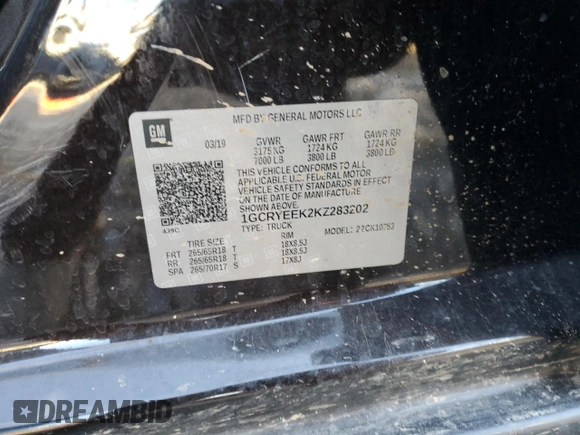 MFD BY GENERAL MOTORS LLC
GM
03/19
GVWR GAWR FRT GAWR RR
3175 KG 1724 KG 1724 KG
7000 LB 3800 LB 3800 LB
THIS VEHICLE CONFORMS TO ALL
APPLICABLE U.S. FEDERAL MOTOR
VEHICLE SAFETY STANDARDS IN EFFECT
ON THE DATE OF MANUFACTURE
SHOWN ABOVE.
1GCRYEEK2KZ283202
TYPE: TRUCK MODEL:
TIRE SIZE RIM
FRT 265/65R18 T 18X8.5J
RR 265/65R18 T 18X8.5J
SPA 265/70R17 S 17X8J
DREAMBID